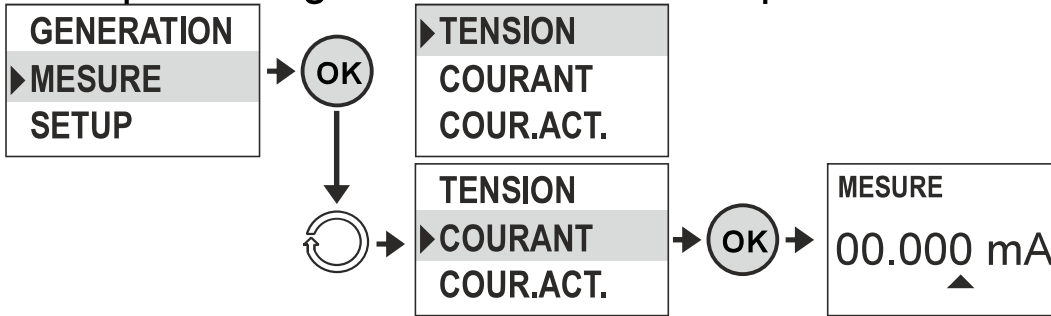 GENERATION
MESURE
SETUP
OK
TENSION
COURANT
COUR.ACT.
TENSION
COURANT
COUR.ACT.
OK
MESURE
00.000 mA